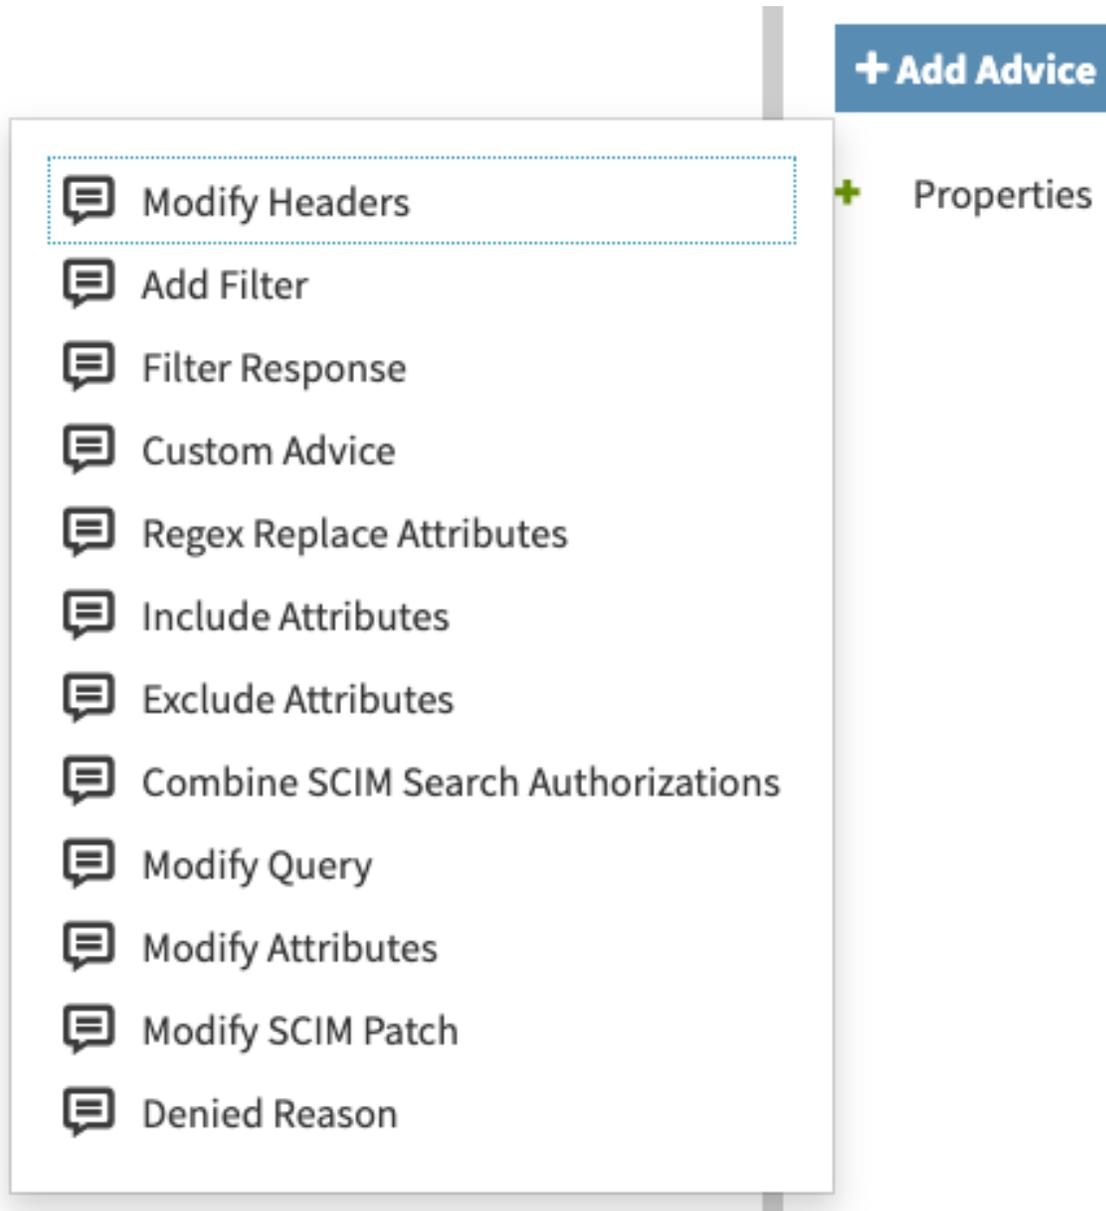 Add Advice
Modify Headers
Properties
Add Filter
Filter Response
Custom Advice
Regex Replace Attributes
Include Attributes
Exclude Attributes
Combine SCIM Search Authorizations
Modify Query
Modify Attributes
Modify SCIM Patch
Denied Reason